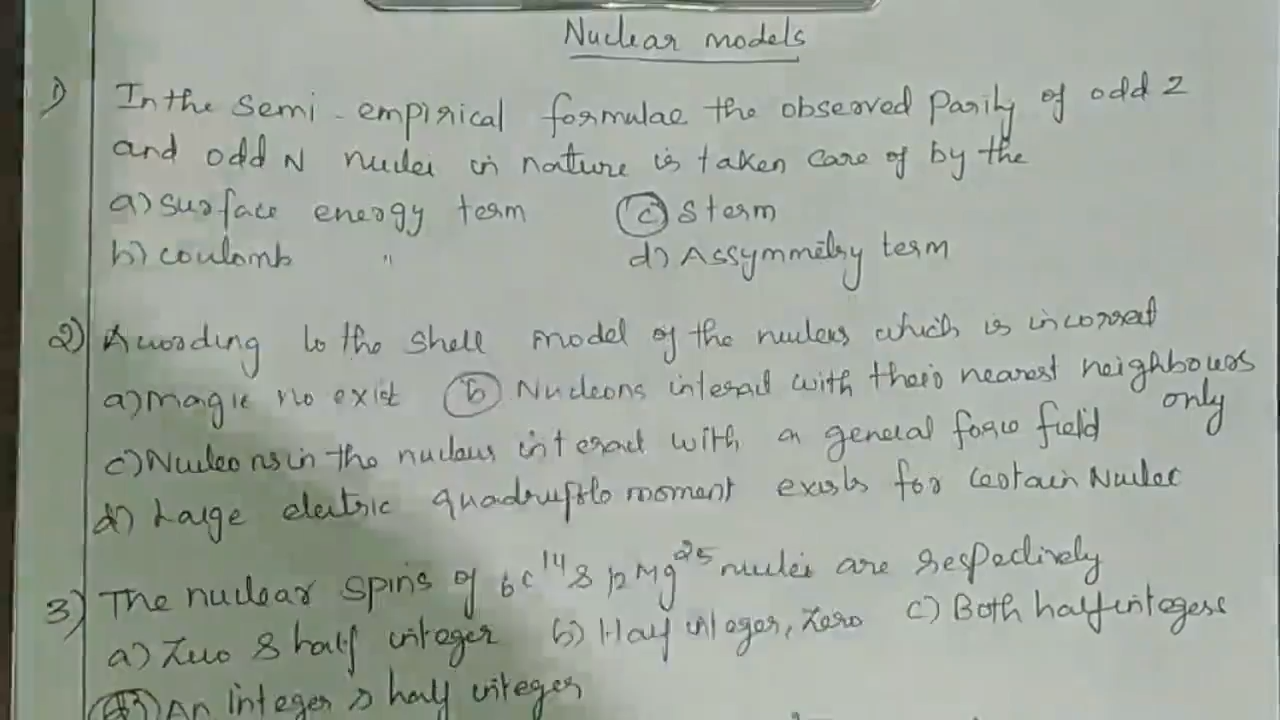 Nuclear models
1) In the semi-empirical formulae the observed Parity of odd Z
and odd N nuclei in nature is taken care of by the
a) surface energy term (c) S term
b) coulomb " d) Assymmetry term
2) According to the shell model of the nucleus which is incorrect
a) magic no exist (b) Nucleons interact with their nearest neighbours
only
c) Nucleons in the nucleus interact with a general force field
d) Large electric quadruple moment exists for certain Nuclei
3) The nuclear spins of 6C14 & 12Mg25 nuclei are respectively
a) Zero & half integer b) Half integer, Zero c) Both half integers
(d) An integer & half integer